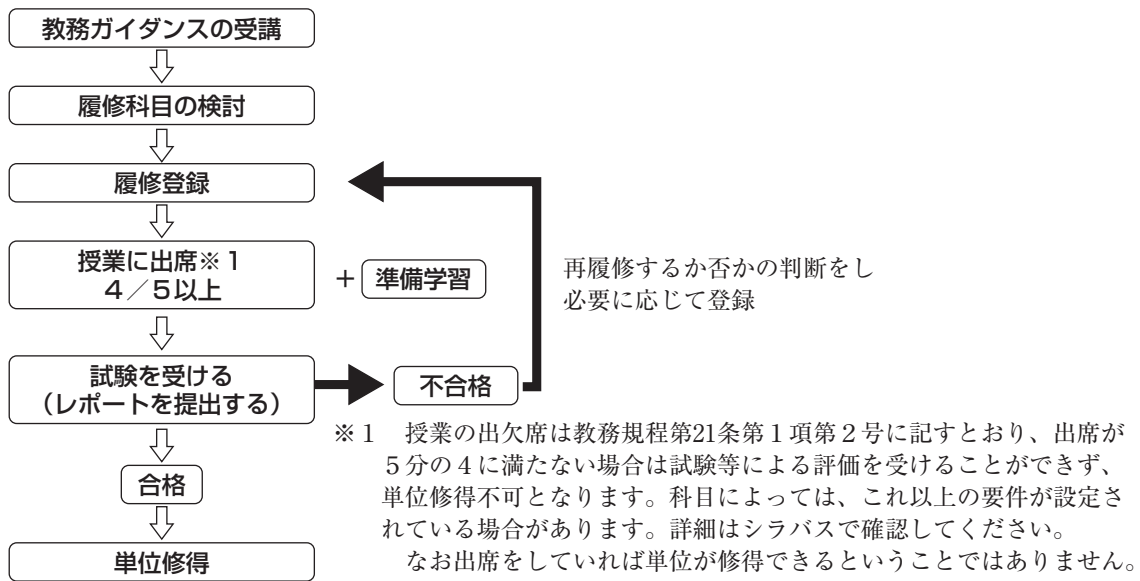 教務ガイダンスの受講
履修科目の検討
履修登録
授業に出席※１
４／５以上
＋ 準備学習
再履修するか否かの判断をし
必要に応じて登録
試験を受ける
（レポートを提出する）
不合格
※１　授業の出欠席は教務規程第21条第１項第２号に記すとおり、出席が
５分の４に満たない場合は試験等による評価を受けることができず、
単位修得不可となります。科目によっては、これ以上の要件が設定さ
れている場合があります。詳細はシラバスで確認してください。
なお出席をしていれば単位が修得できるということではありません。
合格
単位修得